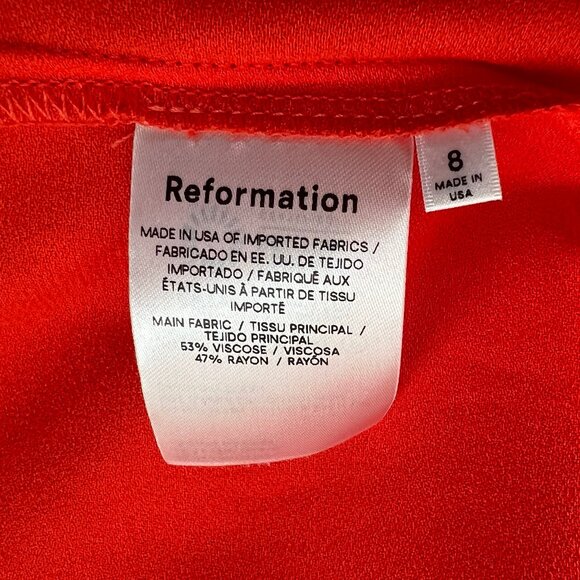 Reformation
MADE IN USA OF IMPORTED FABRICS /
FABRICADO EN EE. UU. DE TEJIDO
IMPORTADO / FABRIQUÉ AUX
ÉTATS-UNIS À PARTIR DE TISSU
IMPORTÉ
MAIN FABRIC / TISSU PRINCIPAL /
TEJIDO PRINCIPAL
53% VISCOSE / VISCOSA
47% RAYON / RAYÓN
8
MADE IN
USA